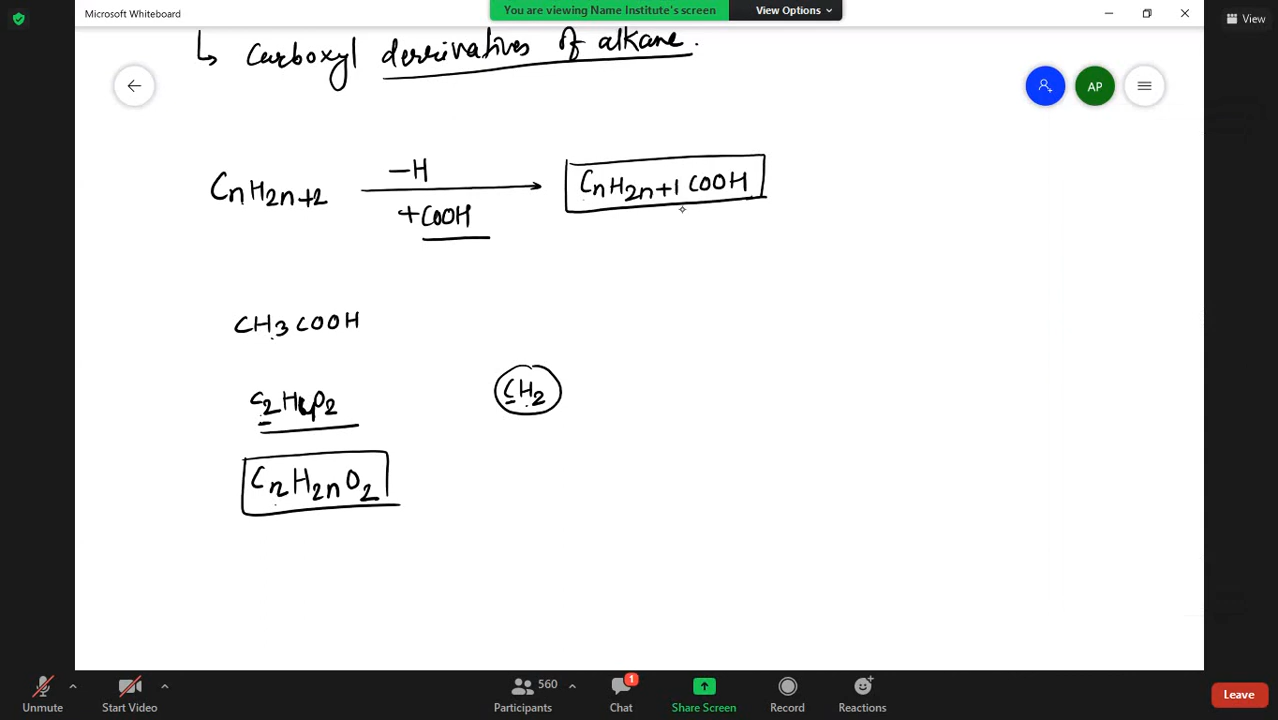 You are viewing Name Institute's screen
View Options
Microsoft Whiteboard
View
↳ Carboxyl derrivatives of alkane.
AP
CnH2n+2
-H
+COOH
CnH2n+1 COOH
CH3COOH
CH2
C2H4O2
CnH2nO2
Unmute
Start Video
560
Participants
1
Chat
Share Screen
Record
Reactions
Leave